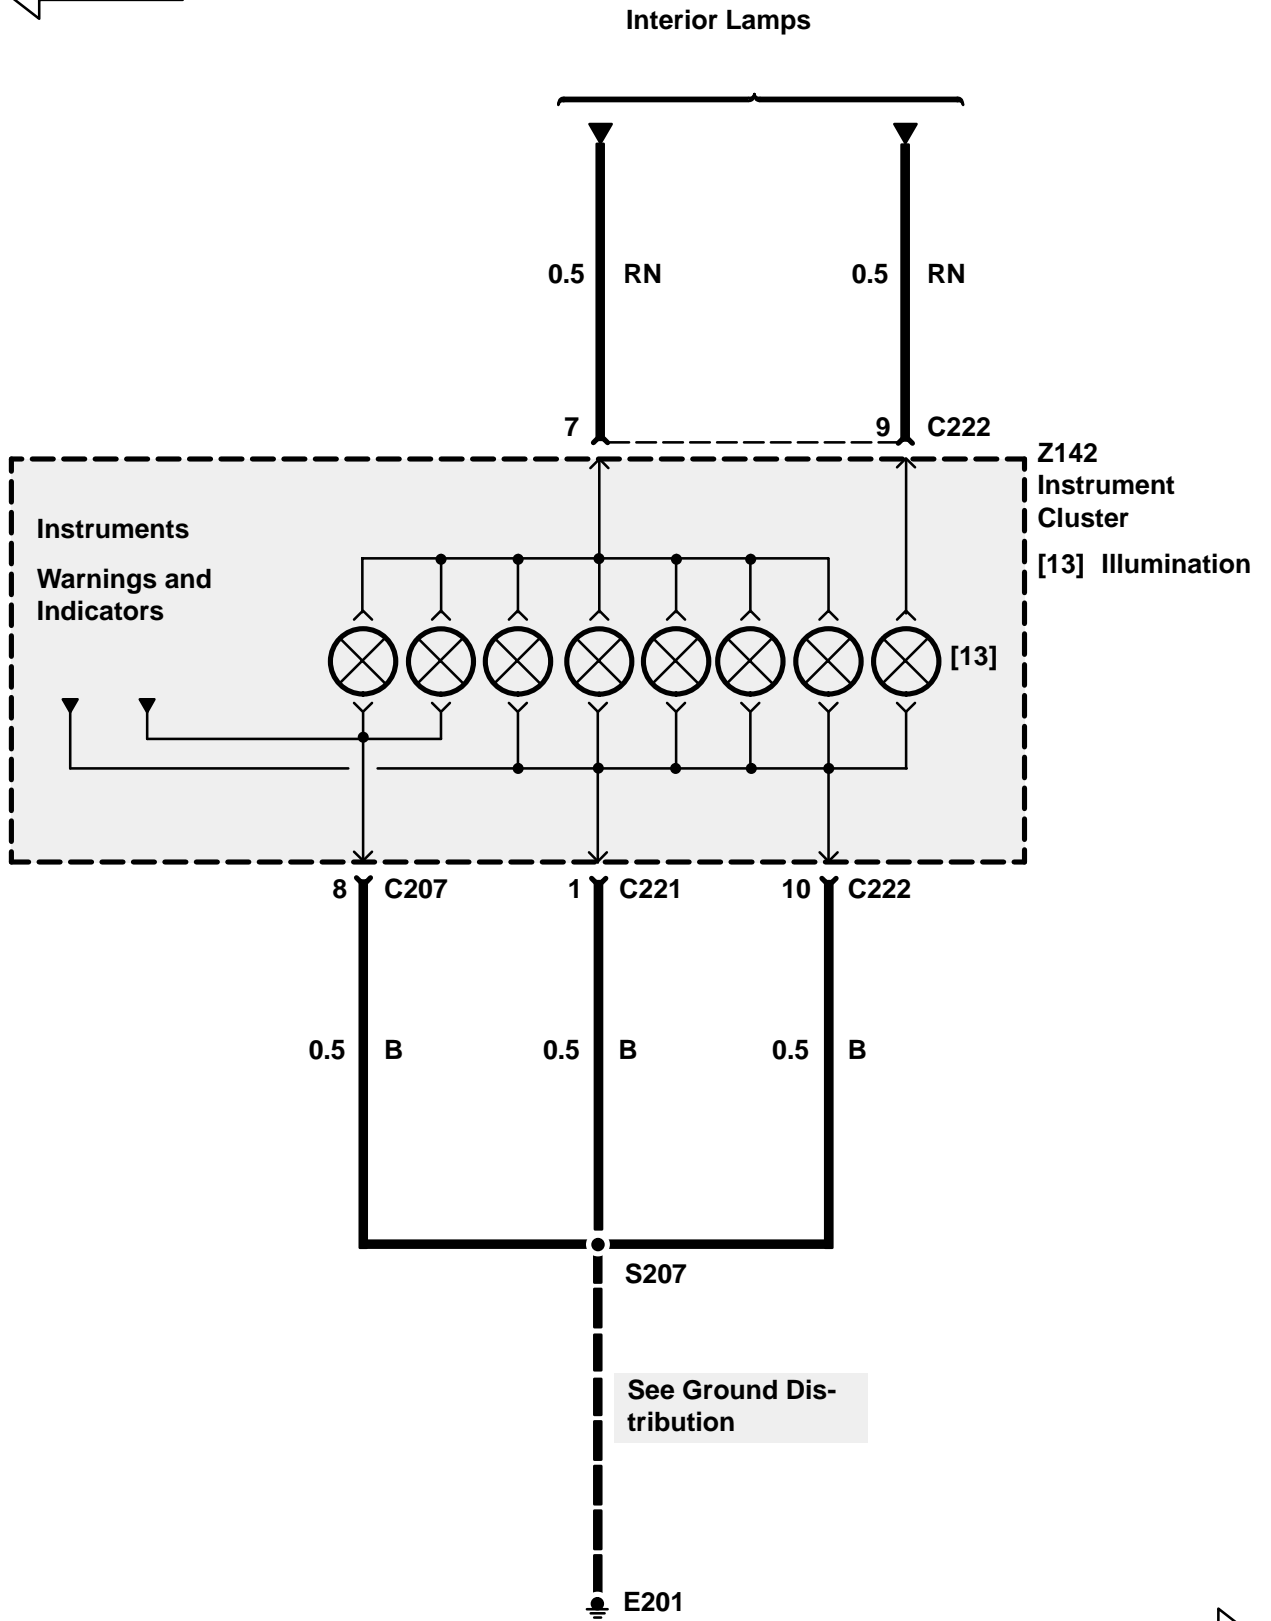 Interior Lamps
0.5 RN 0.5 RN
7 9 C222
Z142
Instrument
Cluster
[13] Illumination
Instruments
Warnings and
Indicators
[13]
8 C207 1 C221 10 C222
0.5 B 0.5 B 0.5 B
S207
See Ground Dis-
tribution
E201